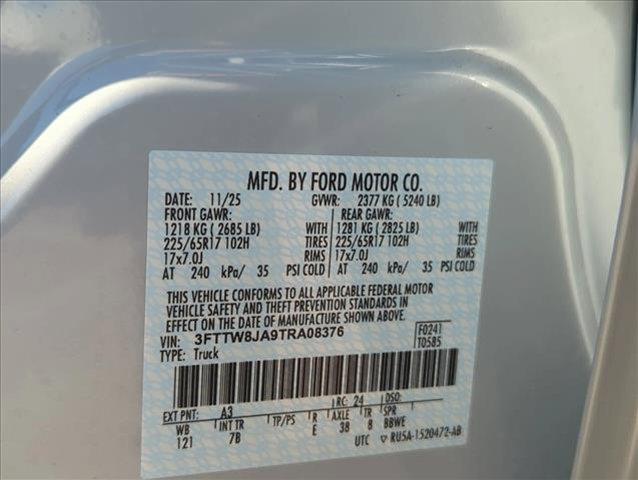 MFD. BY FORD MOTOR CO.
DATE: 11/25 GVWR: 2377 KG ( 5240 LB)
FRONT GAWR: REAR GAWR:
1218 KG ( 2685 LB) WITH 1281 KG ( 2825 LB) WITH
225/65R17 102H TIRES 225/65R17 102H TIRES
17x7.0J RIMS 17x7.0J RIMS
AT 240 kPa/ 35 PSI COLD AT 240 kPa/ 35 PSI COLD
THIS VEHICLE CONFORMS TO ALL APPLICABLE FEDERAL MOTOR
VEHICLE SAFETY AND THEFT PREVENTION STANDARDS IN
EFFECT ON THE DATE OF MANUFACTURE SHOWN ABOVE.
VIN: 3FTTW8JA9TRA08376 F0241
TYPE: Truck T0585
EXT PNT: A3 RC: 24 DSO:
WB INT TR TP/PS R AXLE TR SPR
121 7B E 38 8 BBWE
UTC RU5A-1520472-AB